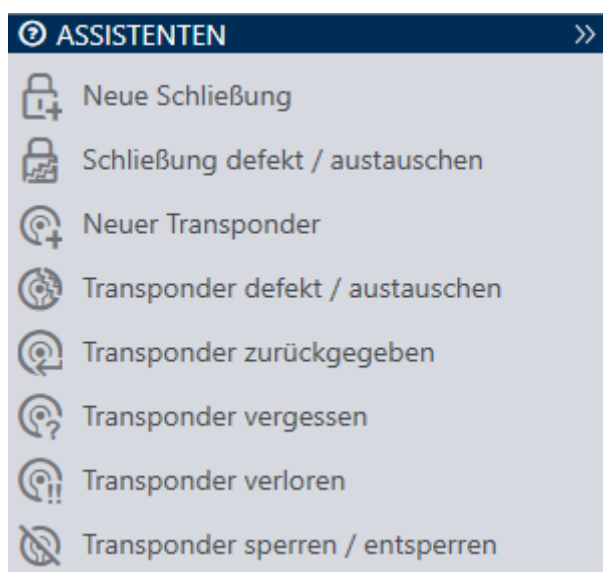 ASSISTENTEN
Neue Schließung
Schließung defekt / austauschen
Neuer Transponder
Transponder defekt / austauschen
Transponder zurückgegeben
Transponder vergessen
Transponder verloren
Transponder sperren / entsperren